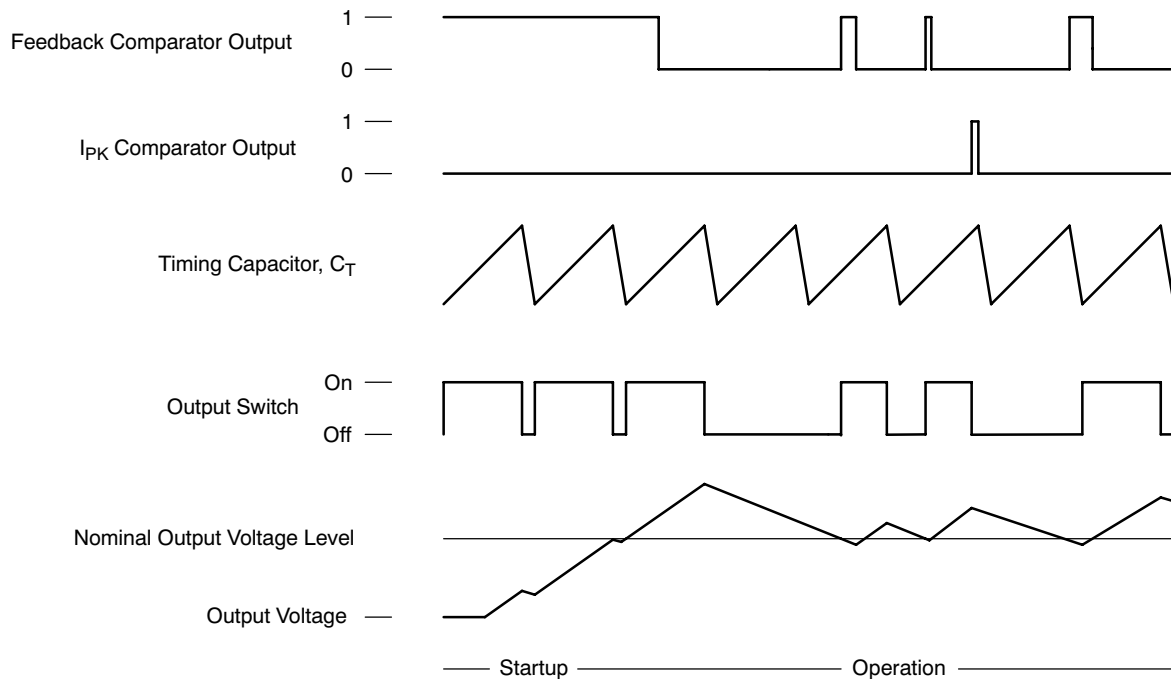 1
Feedback Comparator Output
0
1
IPK Comparator Output
0
Timing Capacitor, CT
On
Output Switch
Off
Nominal Output Voltage Level
Output Voltage
Startup
Operation